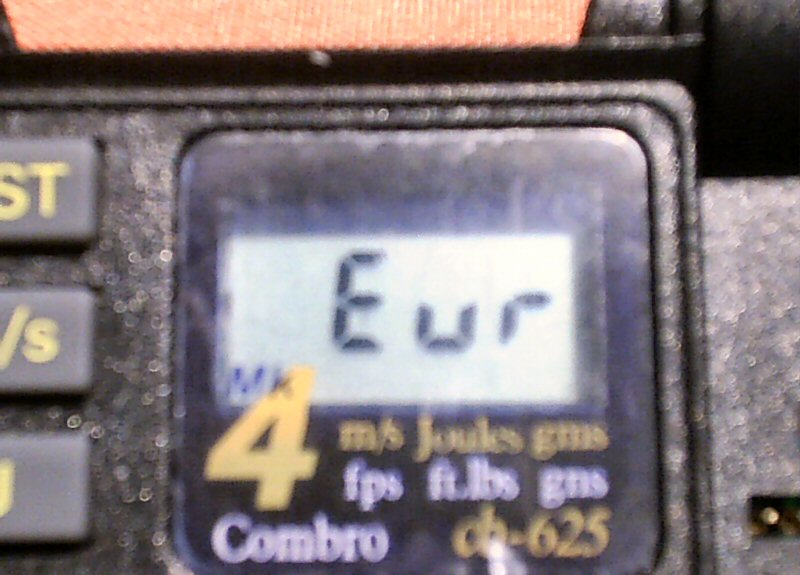 ST
/s
g
Eur
Mk
4
m/s Joules gms
fps ft.lbs gns
Combro cb-625